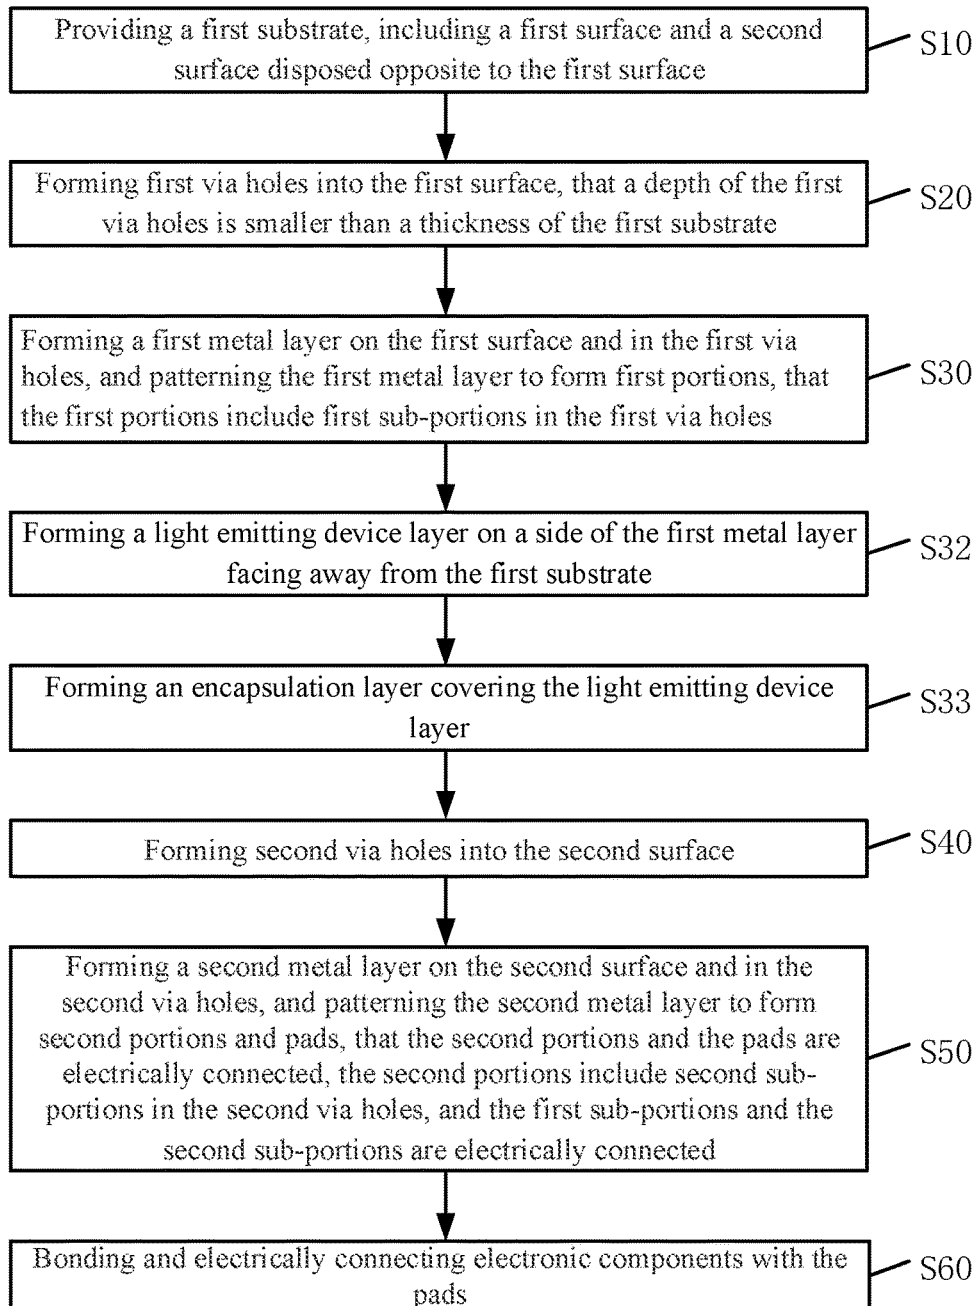 Providing a first substrate, including a first surface and a second
surface disposed opposite to the first surface
S10
Forming first via holes into the first surface, that a depth of the first
via holes is smaller than a thickness of the first substrate
S20
Forming a first metal layer on the first surface and in the first via
holes, and patterning the first metal layer to form first portions, that
the first portions include first sub-portions in the first via holes
S30
Forming a light emitting device layer on a side of the first metal layer
facing away from the first substrate
S32
Forming an encapsulation layer covering the light emitting device
layer
S33
Forming second via holes into the second surface
S40
Forming a second metal layer on the second surface and in the
second via holes, and patterning the second metal layer to form
second portions and pads, that the second portions and the pads are
electrically connected, the second portions include second sub-
portions in the second via holes, and the first sub-portions and the
second sub-portions are electrically connected
S50
Bonding and electrically connecting electronic components with the
pads
S60